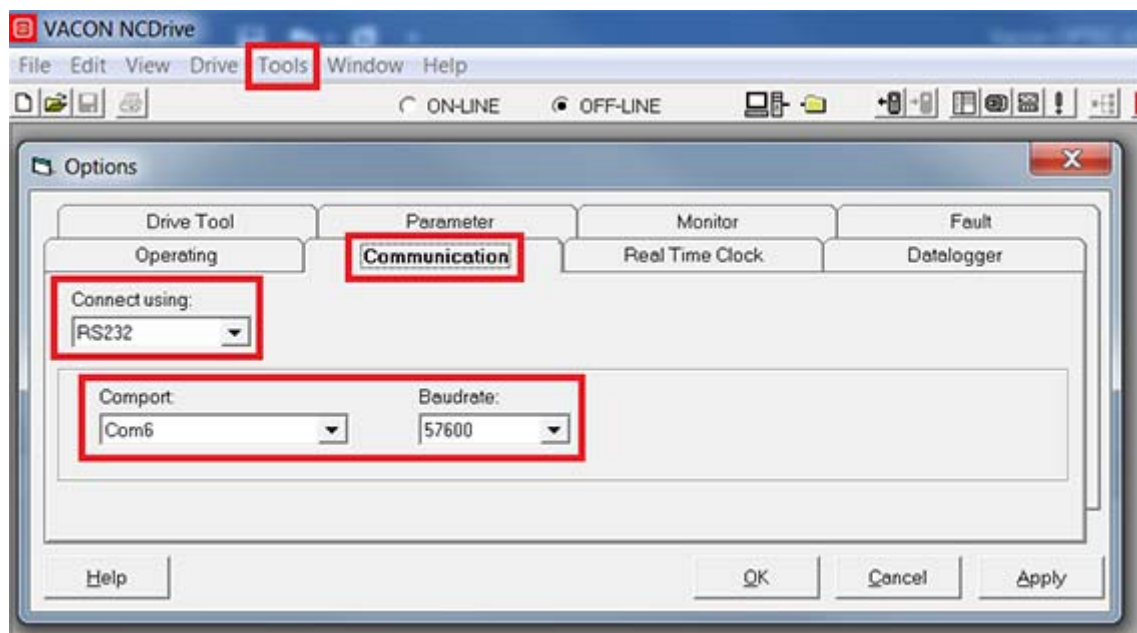 VACON NCDrive
File Edit View Drive Tools Window Help
ON-LINE OFF-LINE
Options
Drive Tool Parameter Monitor Fault
Operating Communication Real Time Clock Datalogger
Connect using:
RS232
Comport: Baudrate:
Com6 57600
Help OK Cancel Apply